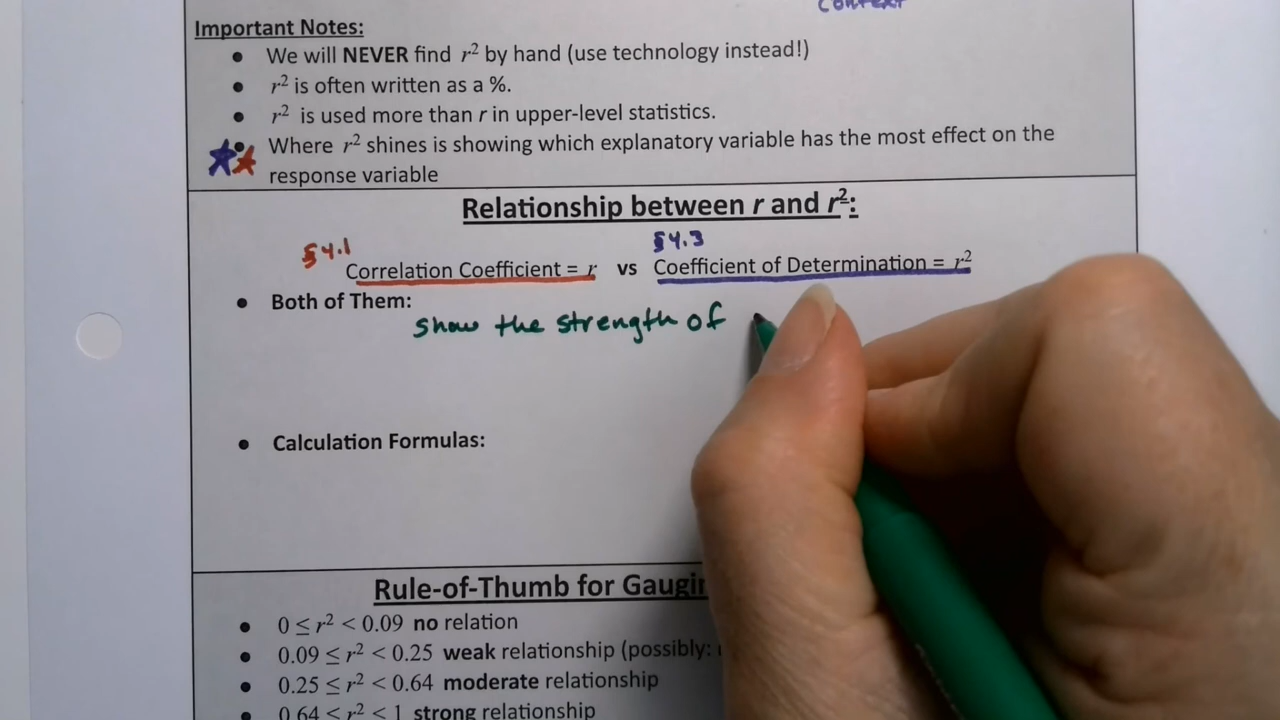 context
Important Notes:
• We will NEVER find r² by hand (use technology instead!)
• r² is often written as a %.
• r² is used more than r in upper-level statistics.
• Where r² shines is showing which explanatory variable has the most effect on the
response variable
Relationship between r and r²:
§4.1 §4.3
Correlation Coefficient = r vs Coefficient of Determination = r²
• Both of Them:
show the strength of
• Calculation Formulas:
Rule-of-Thumb for
• 0 ≤ r² < 0.09 no relation
• 0.09 ≤ r² < 0.25 weak relationship (possibly:
• 0.25 ≤ r² < 0.64 moderate relationship
• 0.64 ≤ r² < 1 strong relationship